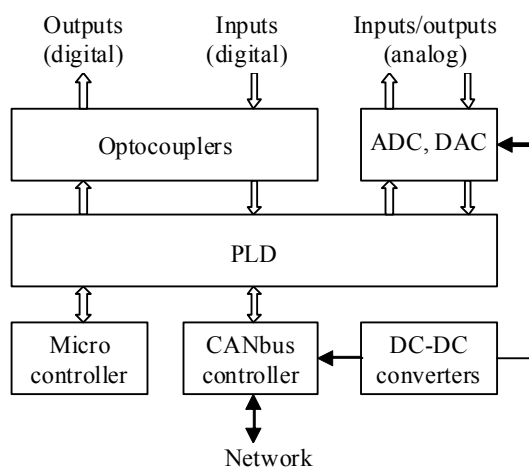 Outputs
(digital)
Inputs
(digital)
Inputs/outputs
(analog)
Optocouplers
ADC, DAC
PLD
Micro
controller
CANbus
controller
DC-DC
converters
Network